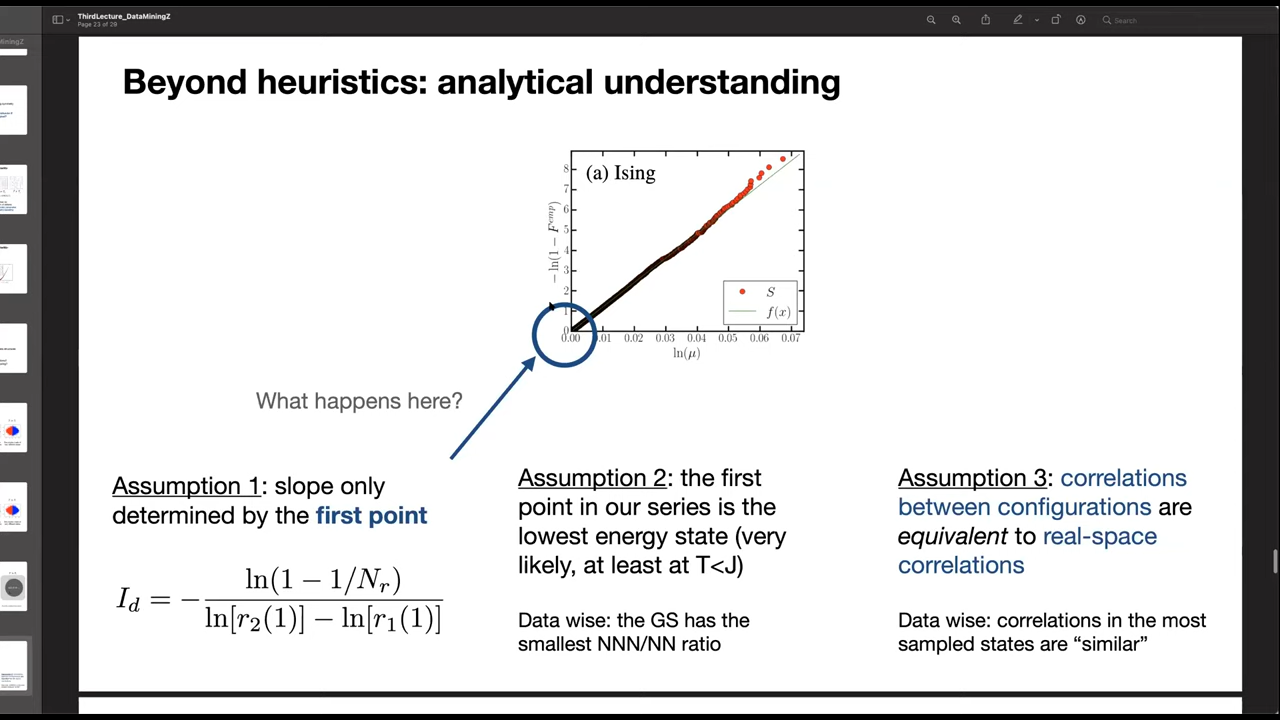 ThirdLecture_DataMiningZ
Page 23 of 29
Search
MiningZ
Beyond heuristics: analytical understanding
(a) Ising
− ln(1 − F^{emp})
8
7
6
5
4
3
2
1
0
S
f(x)
0.00 0.01 0.02 0.03 0.04 0.05 0.06 0.07
ln(μ)
What happens here?
Assumption 1: slope only
determined by the first point
I_d = − \frac{ln(1 − 1/N_r)}{ln[r_2(1)] − ln[r_1(1)]}
Assumption 2: the first
point in our series is the
lowest energy state (very
likely, at least at T<J)
Data wise: the GS has the
smallest NNN/NN ratio
Assumption 3: correlations
between configurations are
equivalent to real-space
correlations
Data wise: correlations in the most
sampled states are “similar”